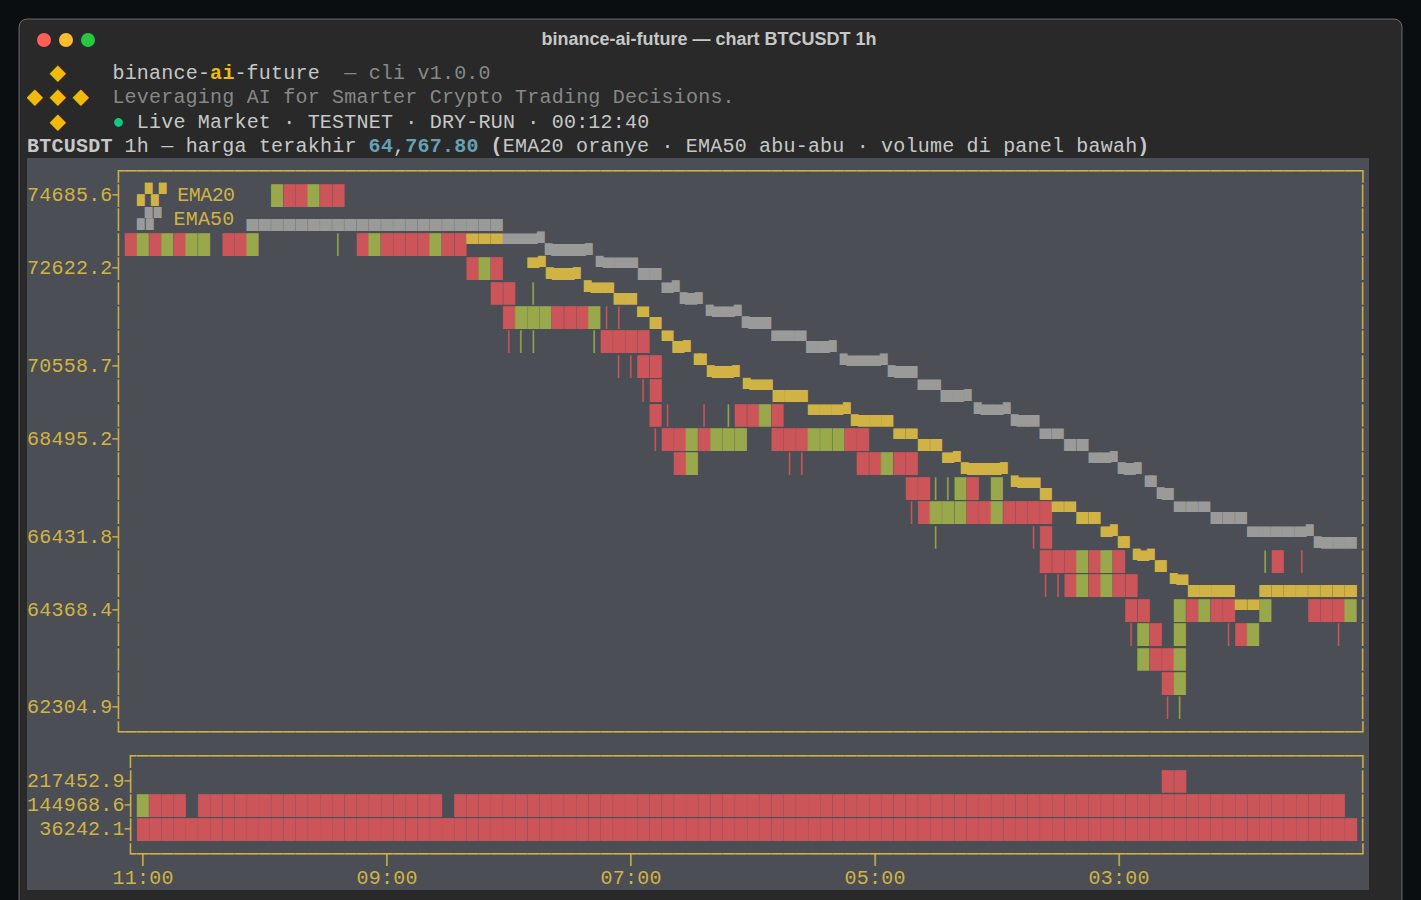 binance-ai-future — chart BTCUSDT 1h
binance-ai-future — cli v1.0.0
Leveraging AI for Smarter Crypto Trading Decisions.
● Live Market · TESTNET · DRY-RUN · 00:12:40
BTCUSDT 1h — harga terakhir 64,767.80 (EMA20 oranye · EMA50 abu-abu · volume di panel bawah)
74685.6
EMA20
EMA50
72622.2
70558.7
68495.2
66431.8
64368.4
62304.9
217452.9
144968.6
36242.1
11:00 09:00 07:00 05:00 03:00